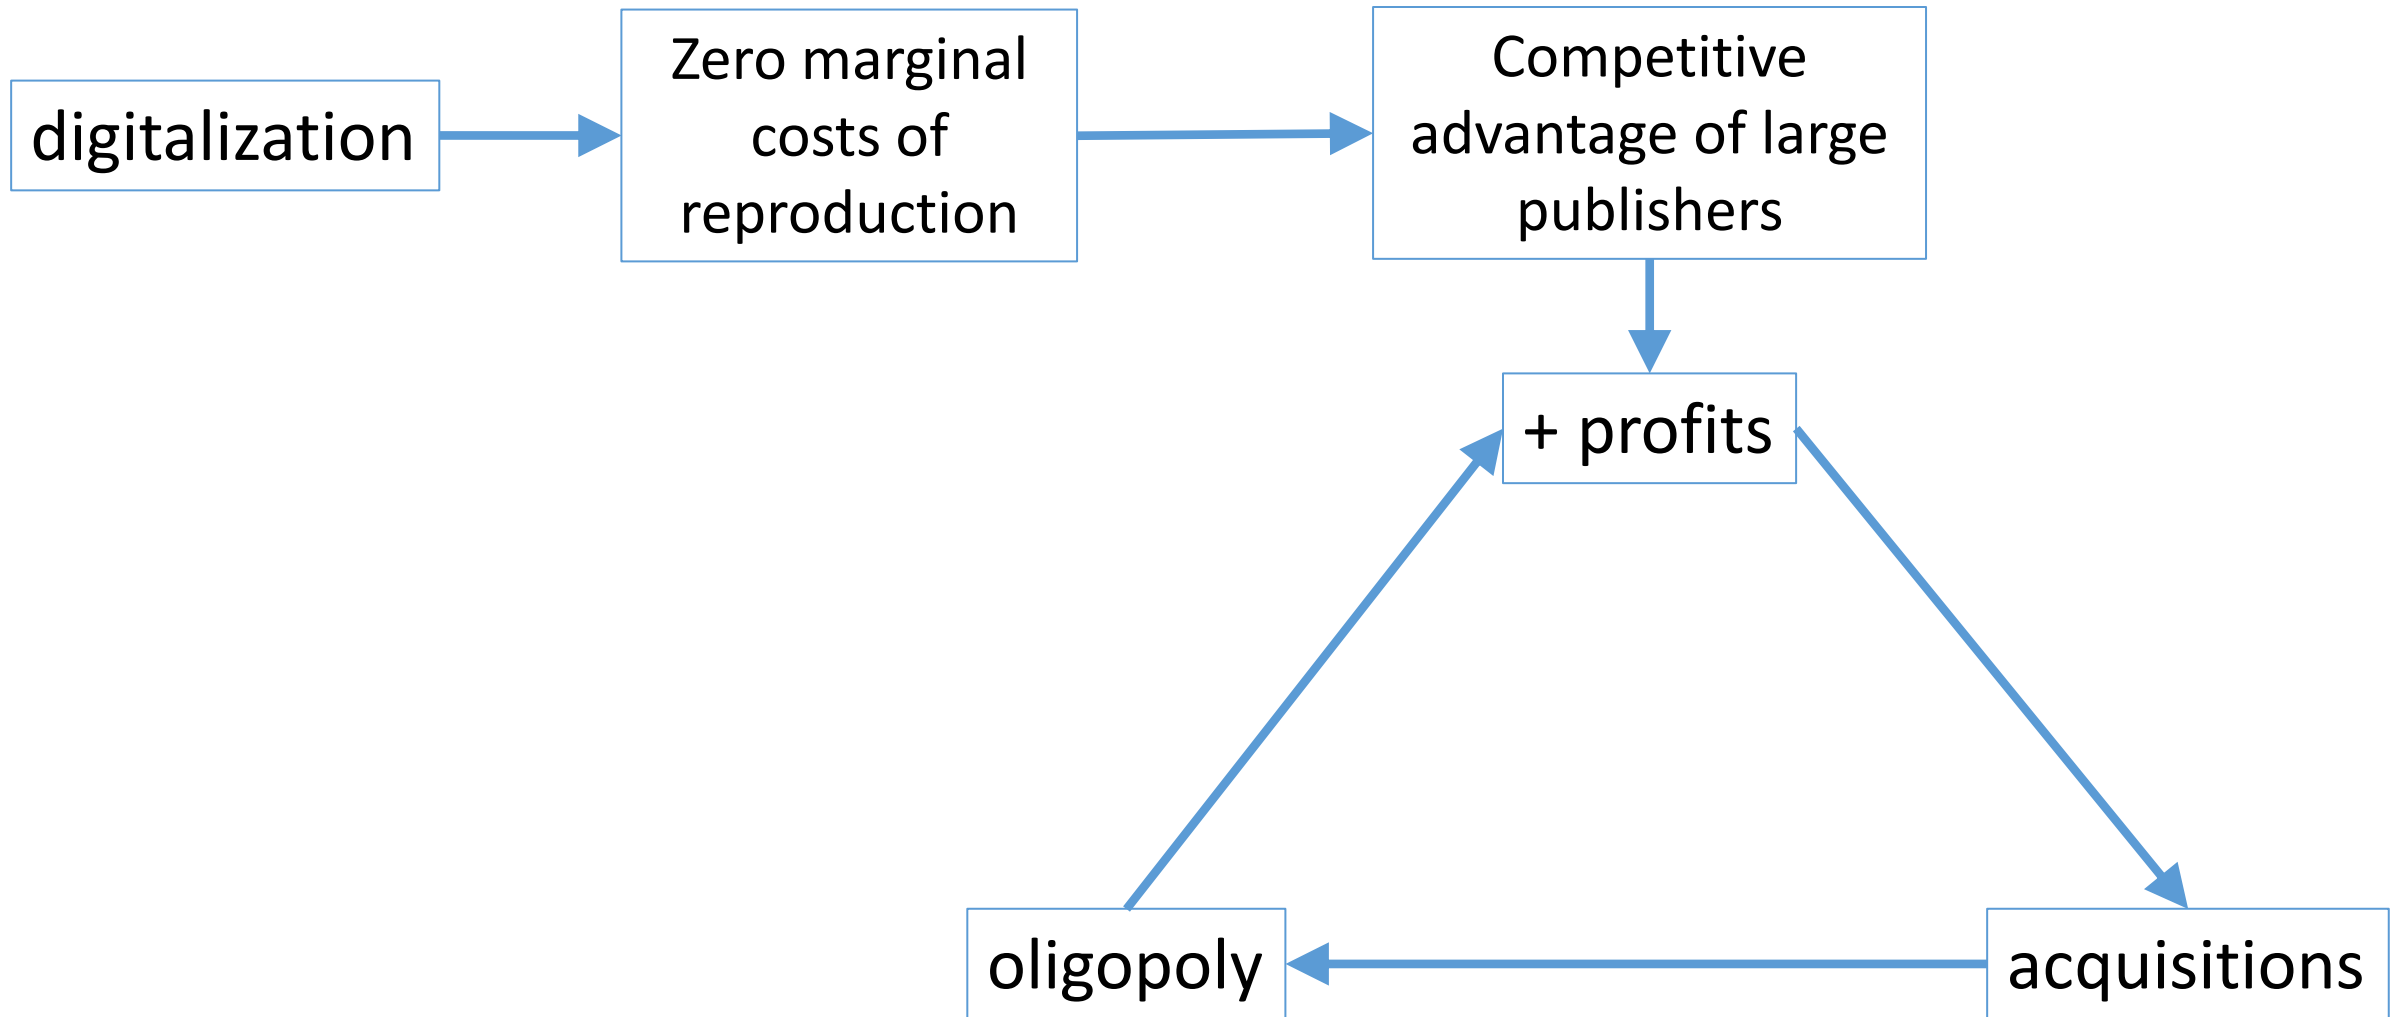 digitalization
Zero marginal
costs of
reproduction
Competitive
advantage of large
publishers
+ profits
oligopoly
acquisitions